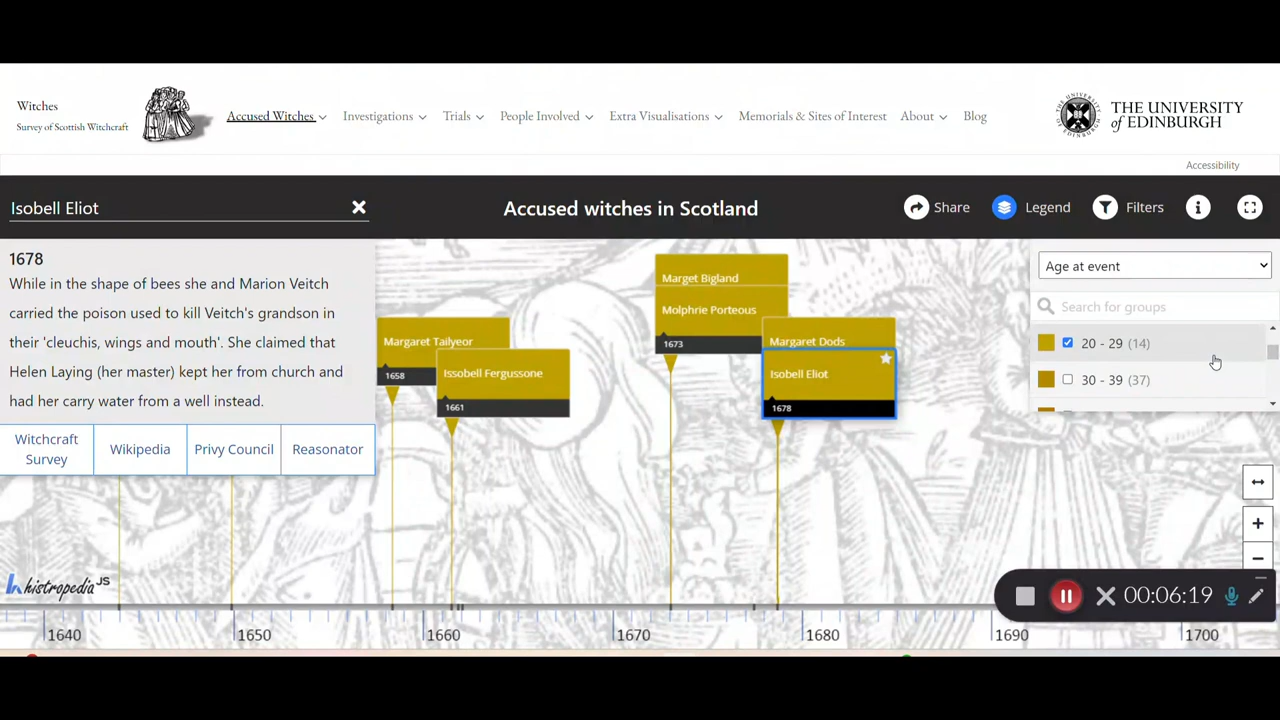 Witches
Survey of Scottish Witchcraft
Accused Witches
Investigations
Trials
People Involved
Extra Visualisations
Memorials & Sites of Interest
About
Blog
THE UNIVERSITY
of EDINBURGH
Accessibility
Isobell Eliot
Accused witches in Scotland
Share
Legend
Filters
1678
While in the shape of bees she and Marion Veitch
carried the poison used to kill Veitch's grandson in
their 'cleuchis, wings and mouth'. She claimed that
Helen Laying (her master) kept her from church and
had her carry water from a well instead.
Witchcraft
Survey
Wikipedia
Privy Council
Reasonator
Margaret Tailyeor
1658
Issobell Fergussone
1661
Marget Bigland
Molphrie Porteous
1673
Margaret Dods
Isobell Eliot
1678
Age at event
Search for groups
20 - 29 (14)
30 - 39 (37)
histropedia JS
00:06:19
1640
1650
1660
1670
1680
1690
1700